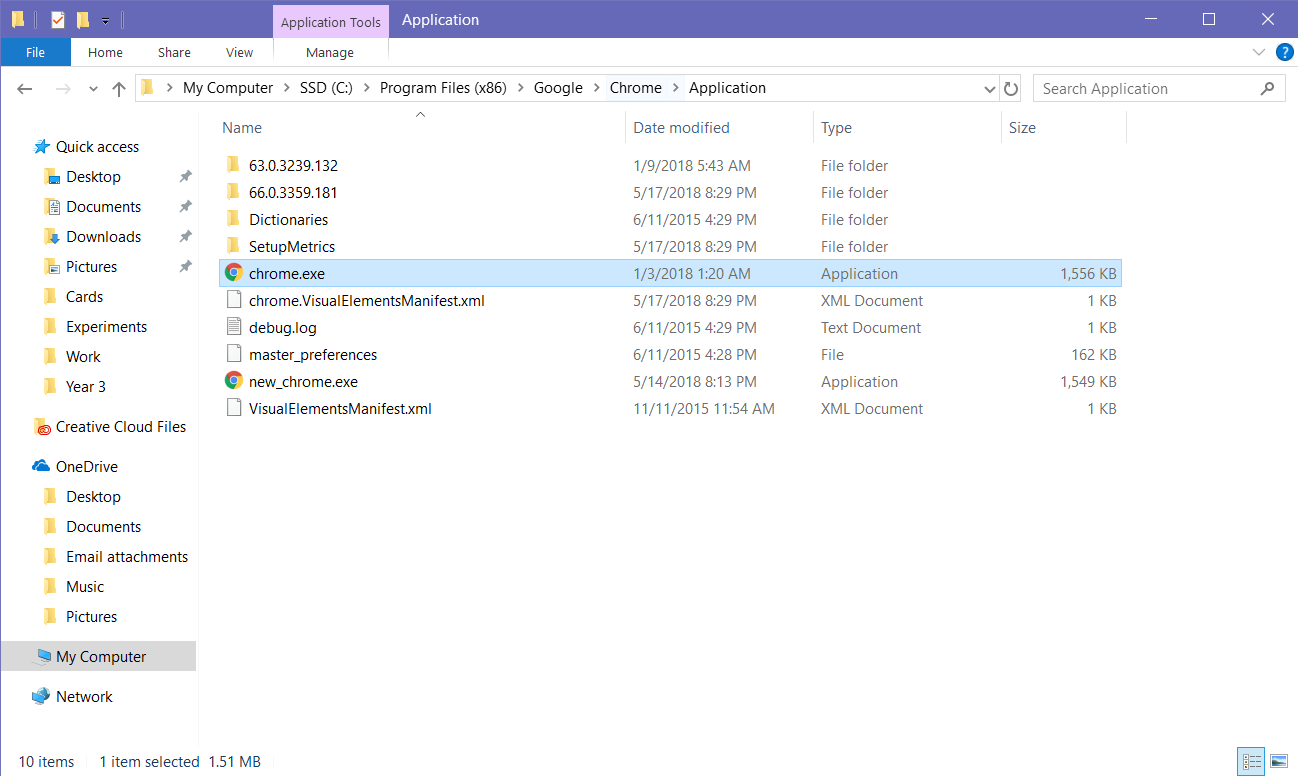 Application Tools Application
File Home Share View Manage
My Computer SSD (C:) Program Files (x86) Google Chrome Application Search Application
Name Date modified Type Size
Quick access
Desktop
Documents
Downloads
Pictures
Cards
Experiments
Work
Year 3
Creative Cloud Files
OneDrive
Desktop
Documents
Email attachments
Music
Pictures
My Computer
Network
63.0.3239.132 1/9/2018 5:43 AM File folder
66.0.3359.181 5/17/2018 8:29 PM File folder
Dictionaries 6/11/2015 4:29 PM File folder
SetupMetrics 5/17/2018 8:29 PM File folder
chrome.exe 1/3/2018 1:20 AM Application 1,556 KB
chrome.VisualElementsManifest.xml 5/17/2018 8:29 PM XML Document 1 KB
debug.log 6/11/2015 4:29 PM Text Document 1 KB
master_preferences 6/11/2015 4:28 PM File 162 KB
new_chrome.exe 5/14/2018 8:13 PM Application 1,549 KB
VisualElementsManifest.xml 11/11/2015 11:54 AM XML Document 1 KB
10 items 1 item selected 1.51 MB